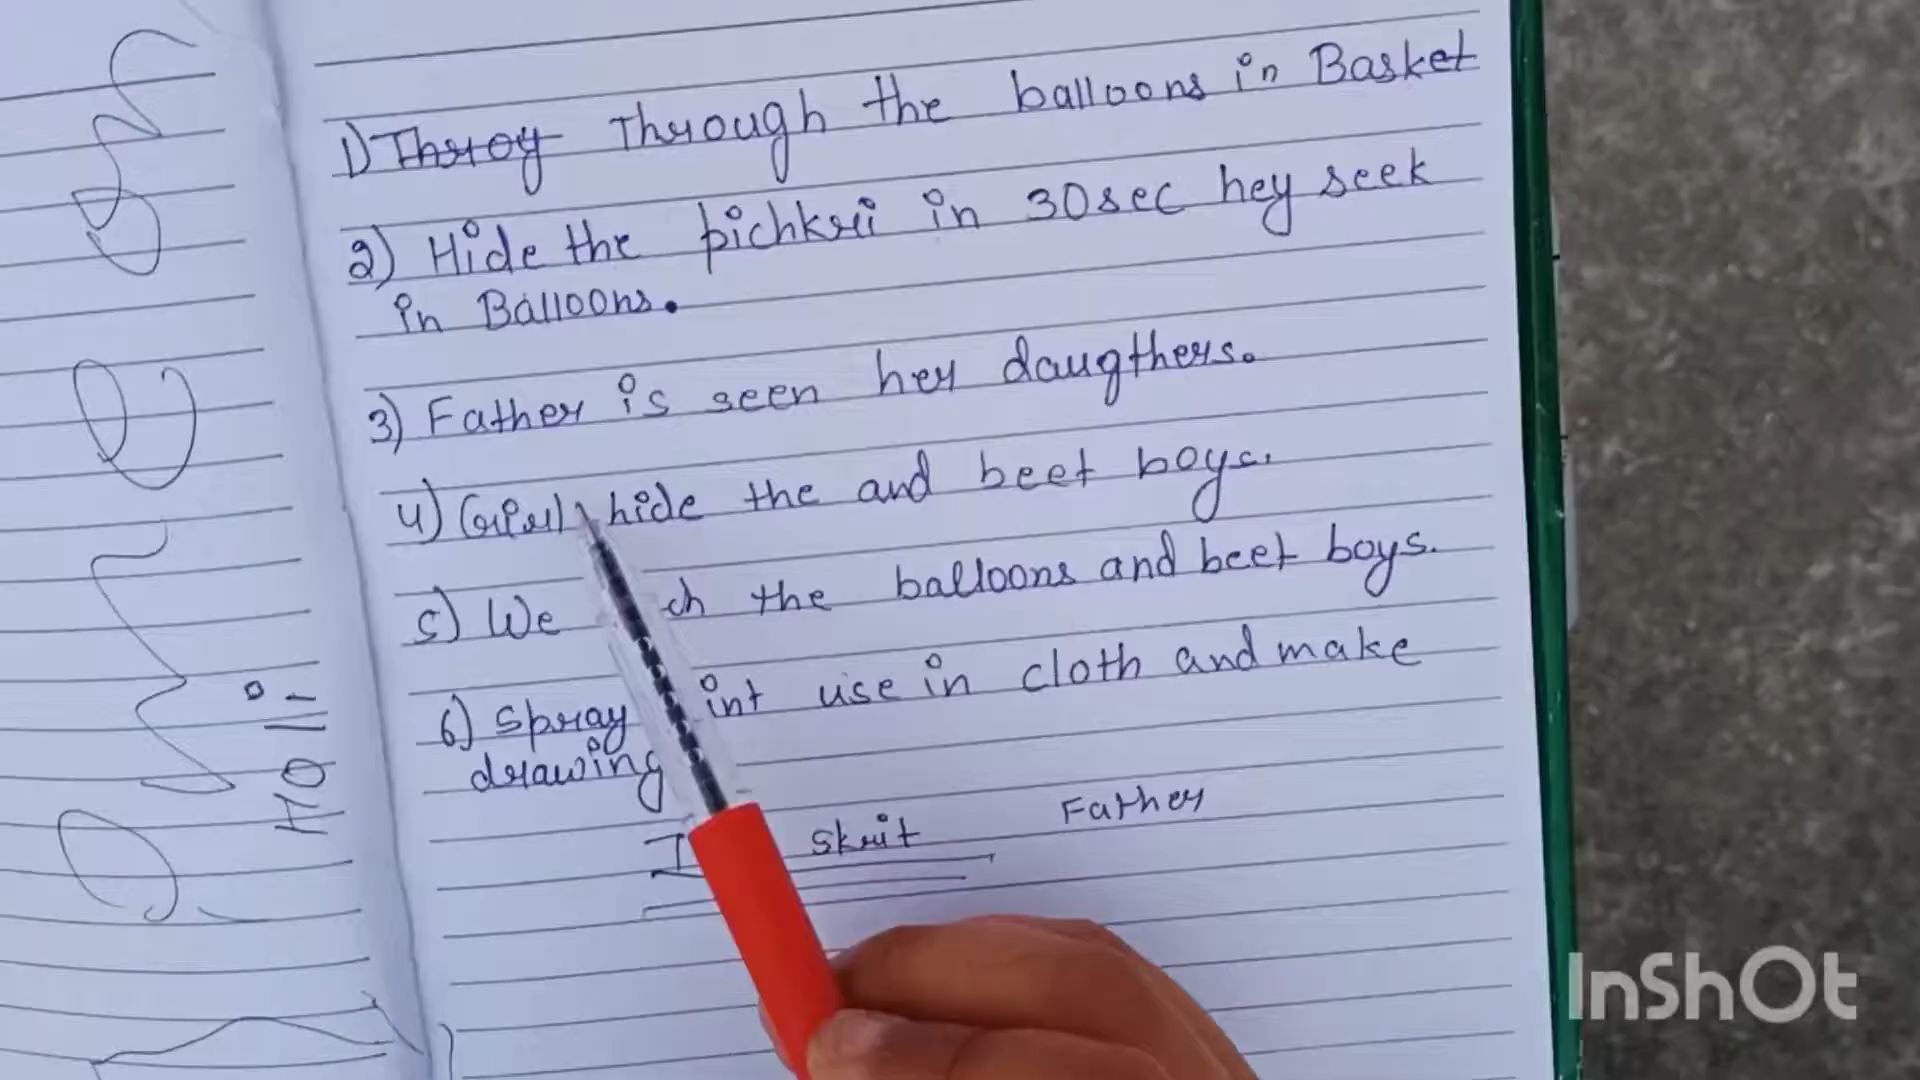 Holi
1) Throy Through the balloons in Basket
2) Hide the pichkri in 30sec her seek
in Balloons.
3) Father is seen her daugthers.
4) Girl hide the and beet boys.
5) We the balloons and beet boys.
6) Spray use in cloth and make
drawing
Father
Skrit
InShOt